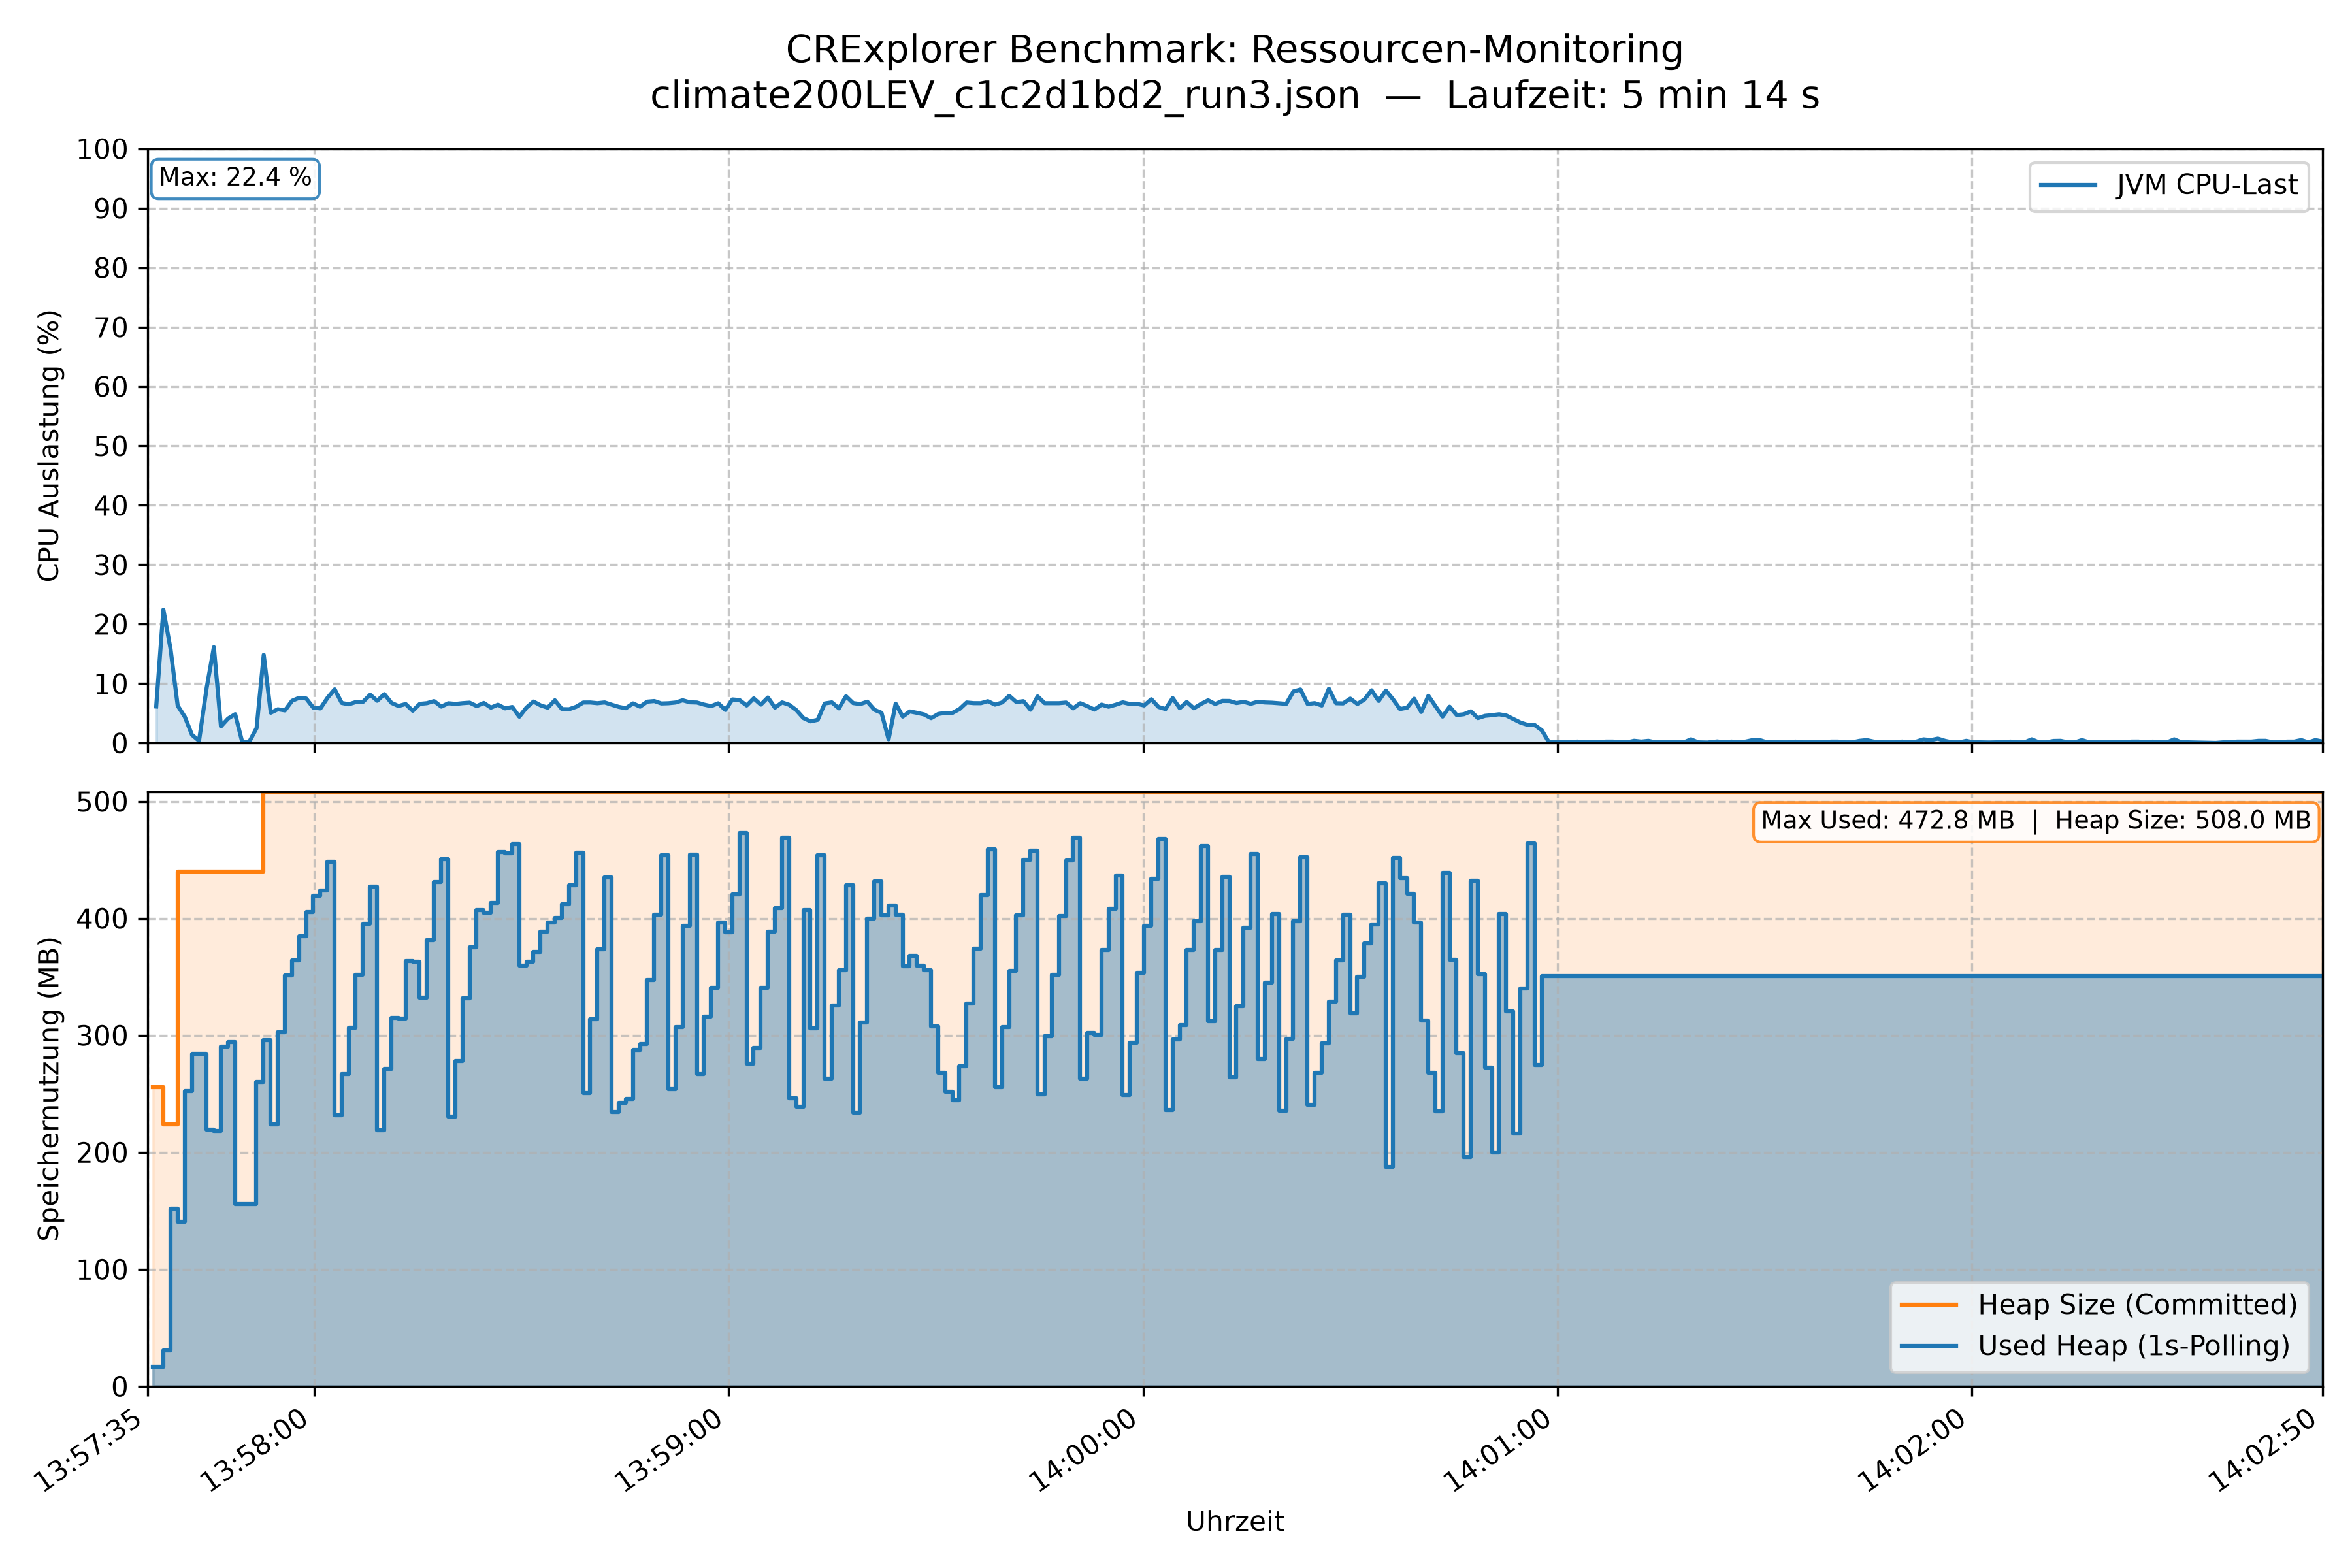 CRExplorer Benchmark: Ressourcen-Monitoring
climate200LEV_c1c2d1bd2_run3.json — Laufzeit: 5 min 14 s
CPU Auslastung (%)
100
90
80
70
60
50
40
30
20
10
0
Max: 22.4 %
JVM CPU-Last
Speichernutzung (MB)
500
400
300
200
100
0
Max Used: 472.8 MB | Heap Size: 508.0 MB
Heap Size (Committed)
Used Heap (1s-Polling)
13:57:35
13:58:00
13:59:00
14:00:00
14:01:00
14:02:00
14:02:50
Uhrzeit